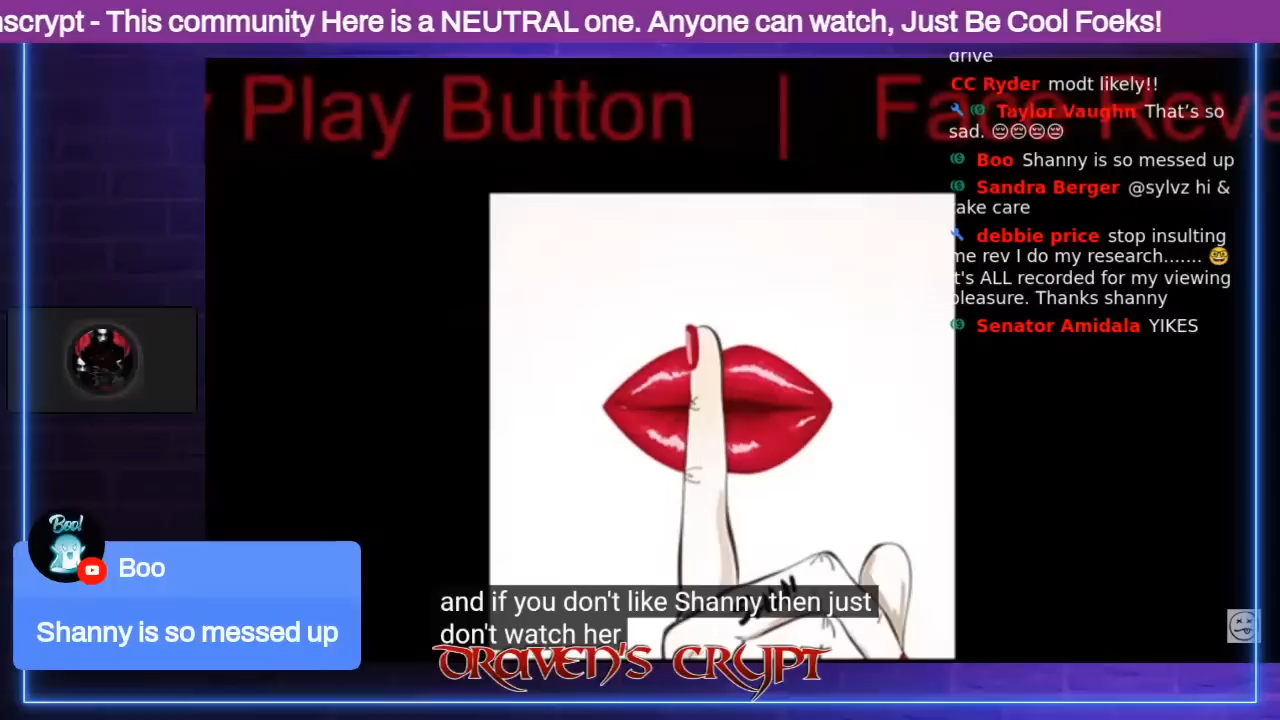 nscrypt - This community Here is a NEUTRAL one. Anyone can watch, Just Be Cool Foeks!
Play Button | F
drive
CC Ryder modt likely!!
Taylor Vaughn That's so
sad. 😔😔😔😔
Boo Shanny is so messed up
Sandra Berger @sylvz hi &
take care
debbie price stop insulting
me rev I do my research....... 🤓
it's ALL recorded for my viewing
pleasure. Thanks shanny
Senator Amidala YIKES
Boo!
Boo
Shanny is so messed up
and if you don't like Shanny then just
don't watch her
DRAVEN'S CRYPT